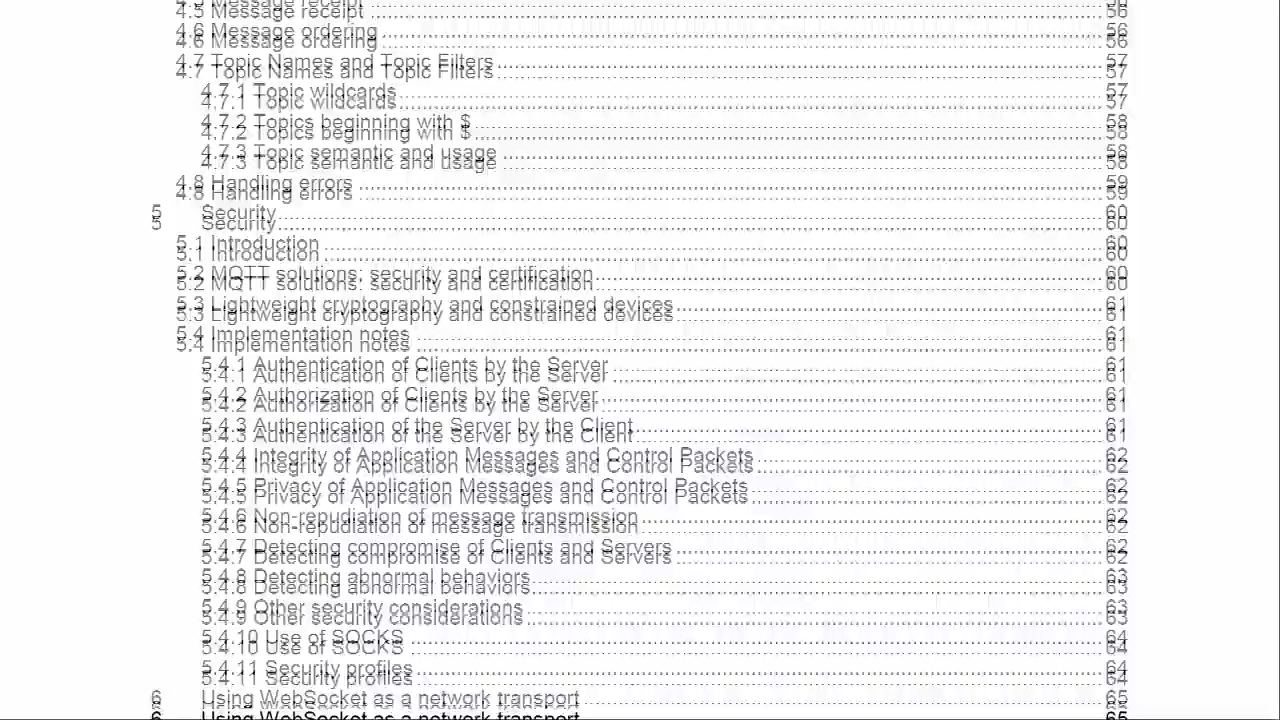 4.5 Message receipt 56
4.6 Message ordering 56
4.7 Topic Names and Topic Filters 57
4.7.1 Topic wildcards 57
4.7.2 Topics beginning with $ 58
4.7.3 Topic semantic and usage 58
4.8 Handling errors 59
5 Security 60
5.1 Introduction 60
5.2 MQTT solutions: security and certification 60
5.3 Lightweight cryptography and constrained devices 61
5.4 Implementation notes 61
5.4.1 Authentication of Clients by the Server 61
5.4.2 Authorization of Clients by the Server 61
5.4.3 Authentication of the Server by the Client 61
5.4.4 Integrity of Application Messages and Control Packets 62
5.4.5 Privacy of Application Messages and Control Packets 62
5.4.6 Non-repudiation of message transmission 62
5.4.7 Detecting compromise of Clients and Servers 62
5.4.8 Detecting abnormal behaviors 63
5.4.9 Other security considerations 63
5.4.10 Use of SOCKS 64
5.4.11 Security profiles 64
6 Using WebSocket as a network transport 65